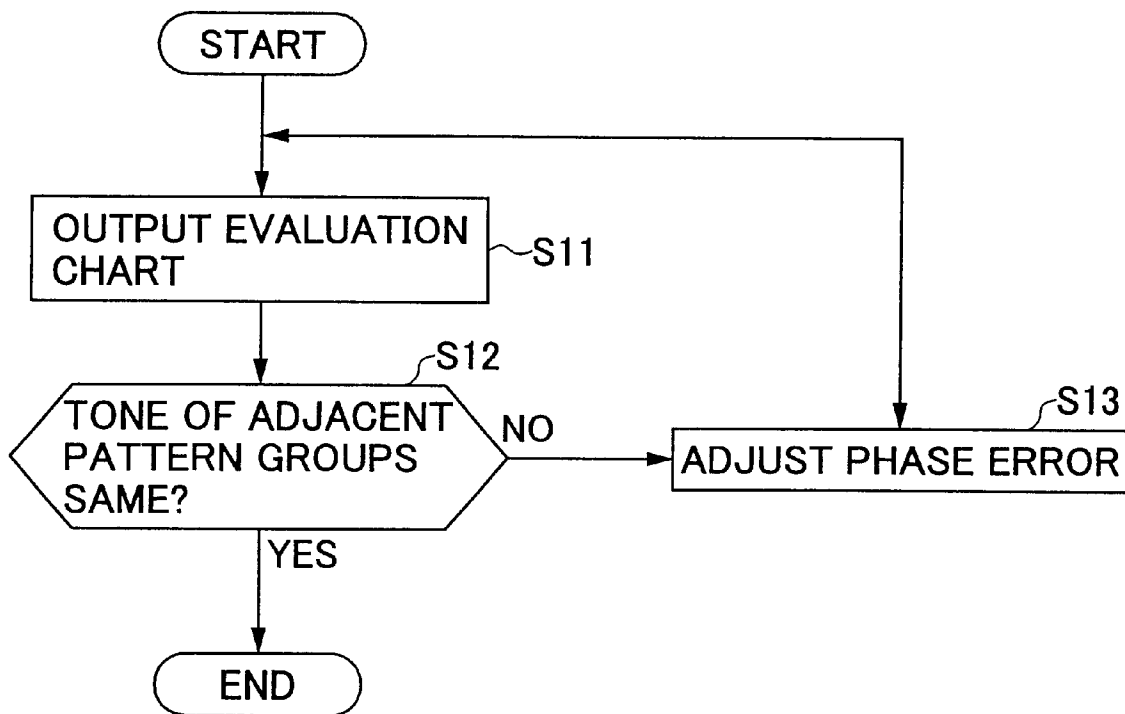 START
OUTPUT EVALUATION
CHART
S11
S12
TONE OF ADJACENT
PATTERN GROUPS
SAME?
NO
S13
ADJUST PHASE ERROR
YES
END